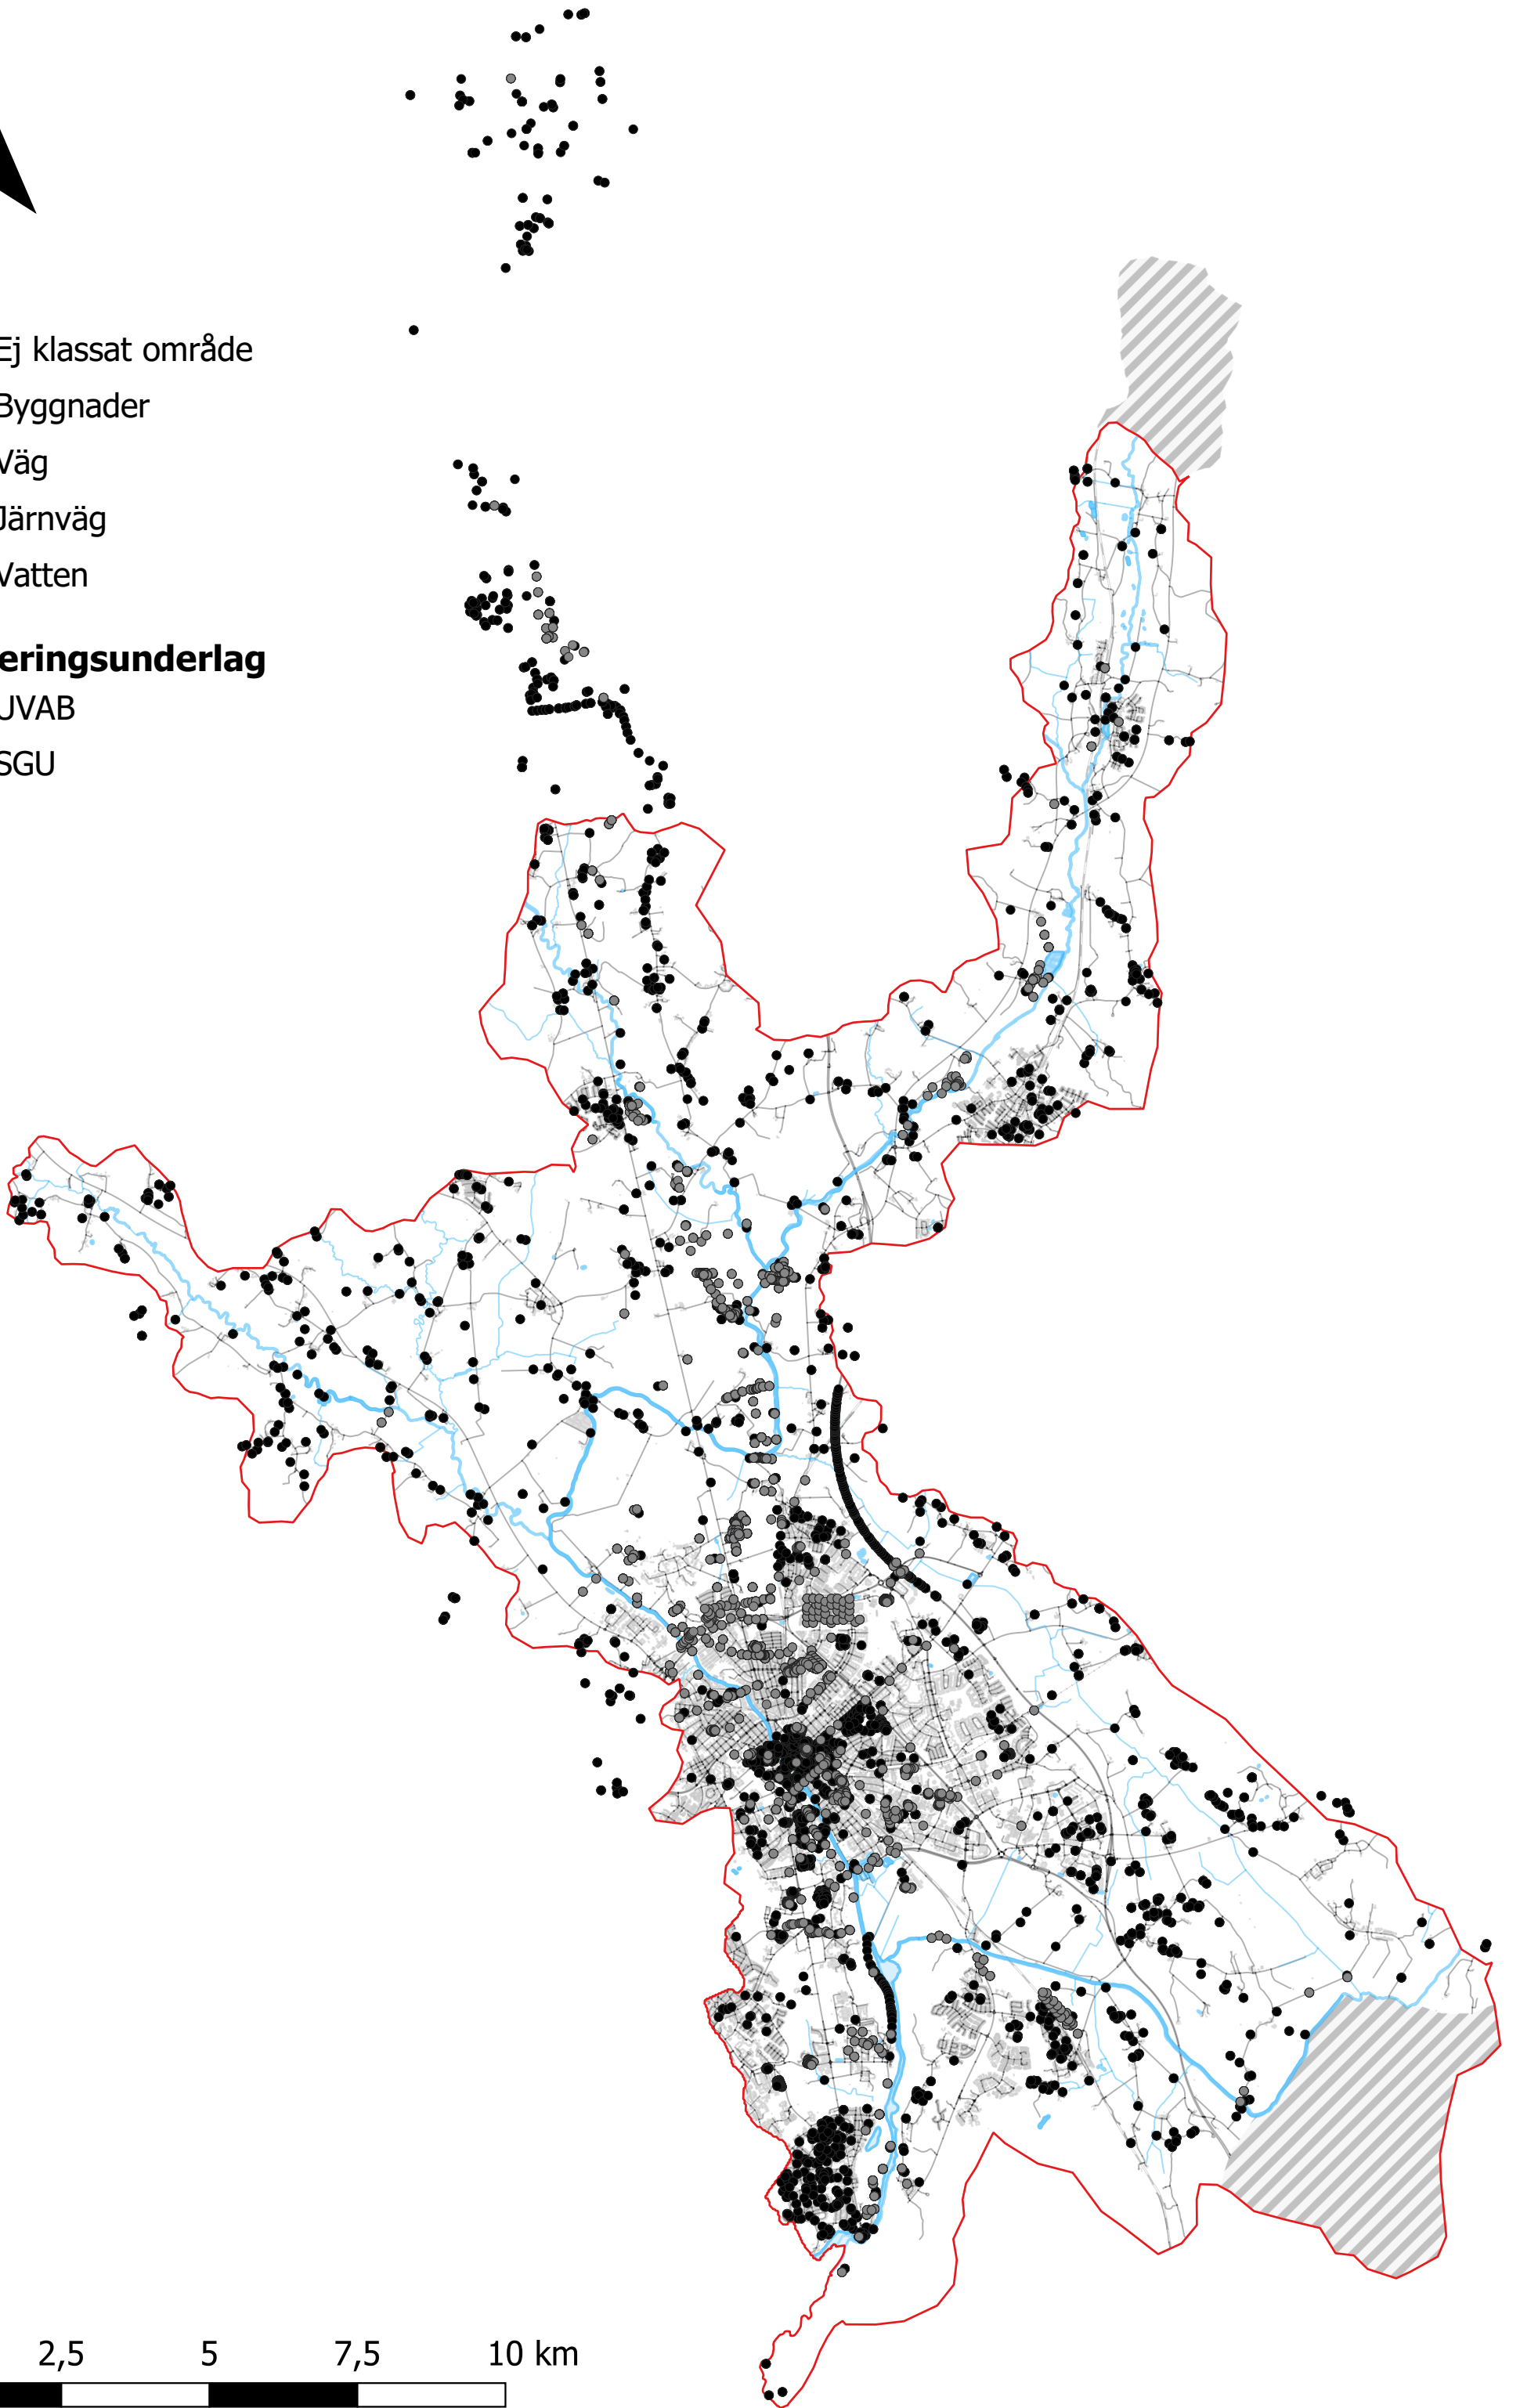 Ej klassat område
Byggnader
Väg
Järnväg
Vatten
eringsunderlag
UVAB
SGU
2,5 5 7,5 10 km